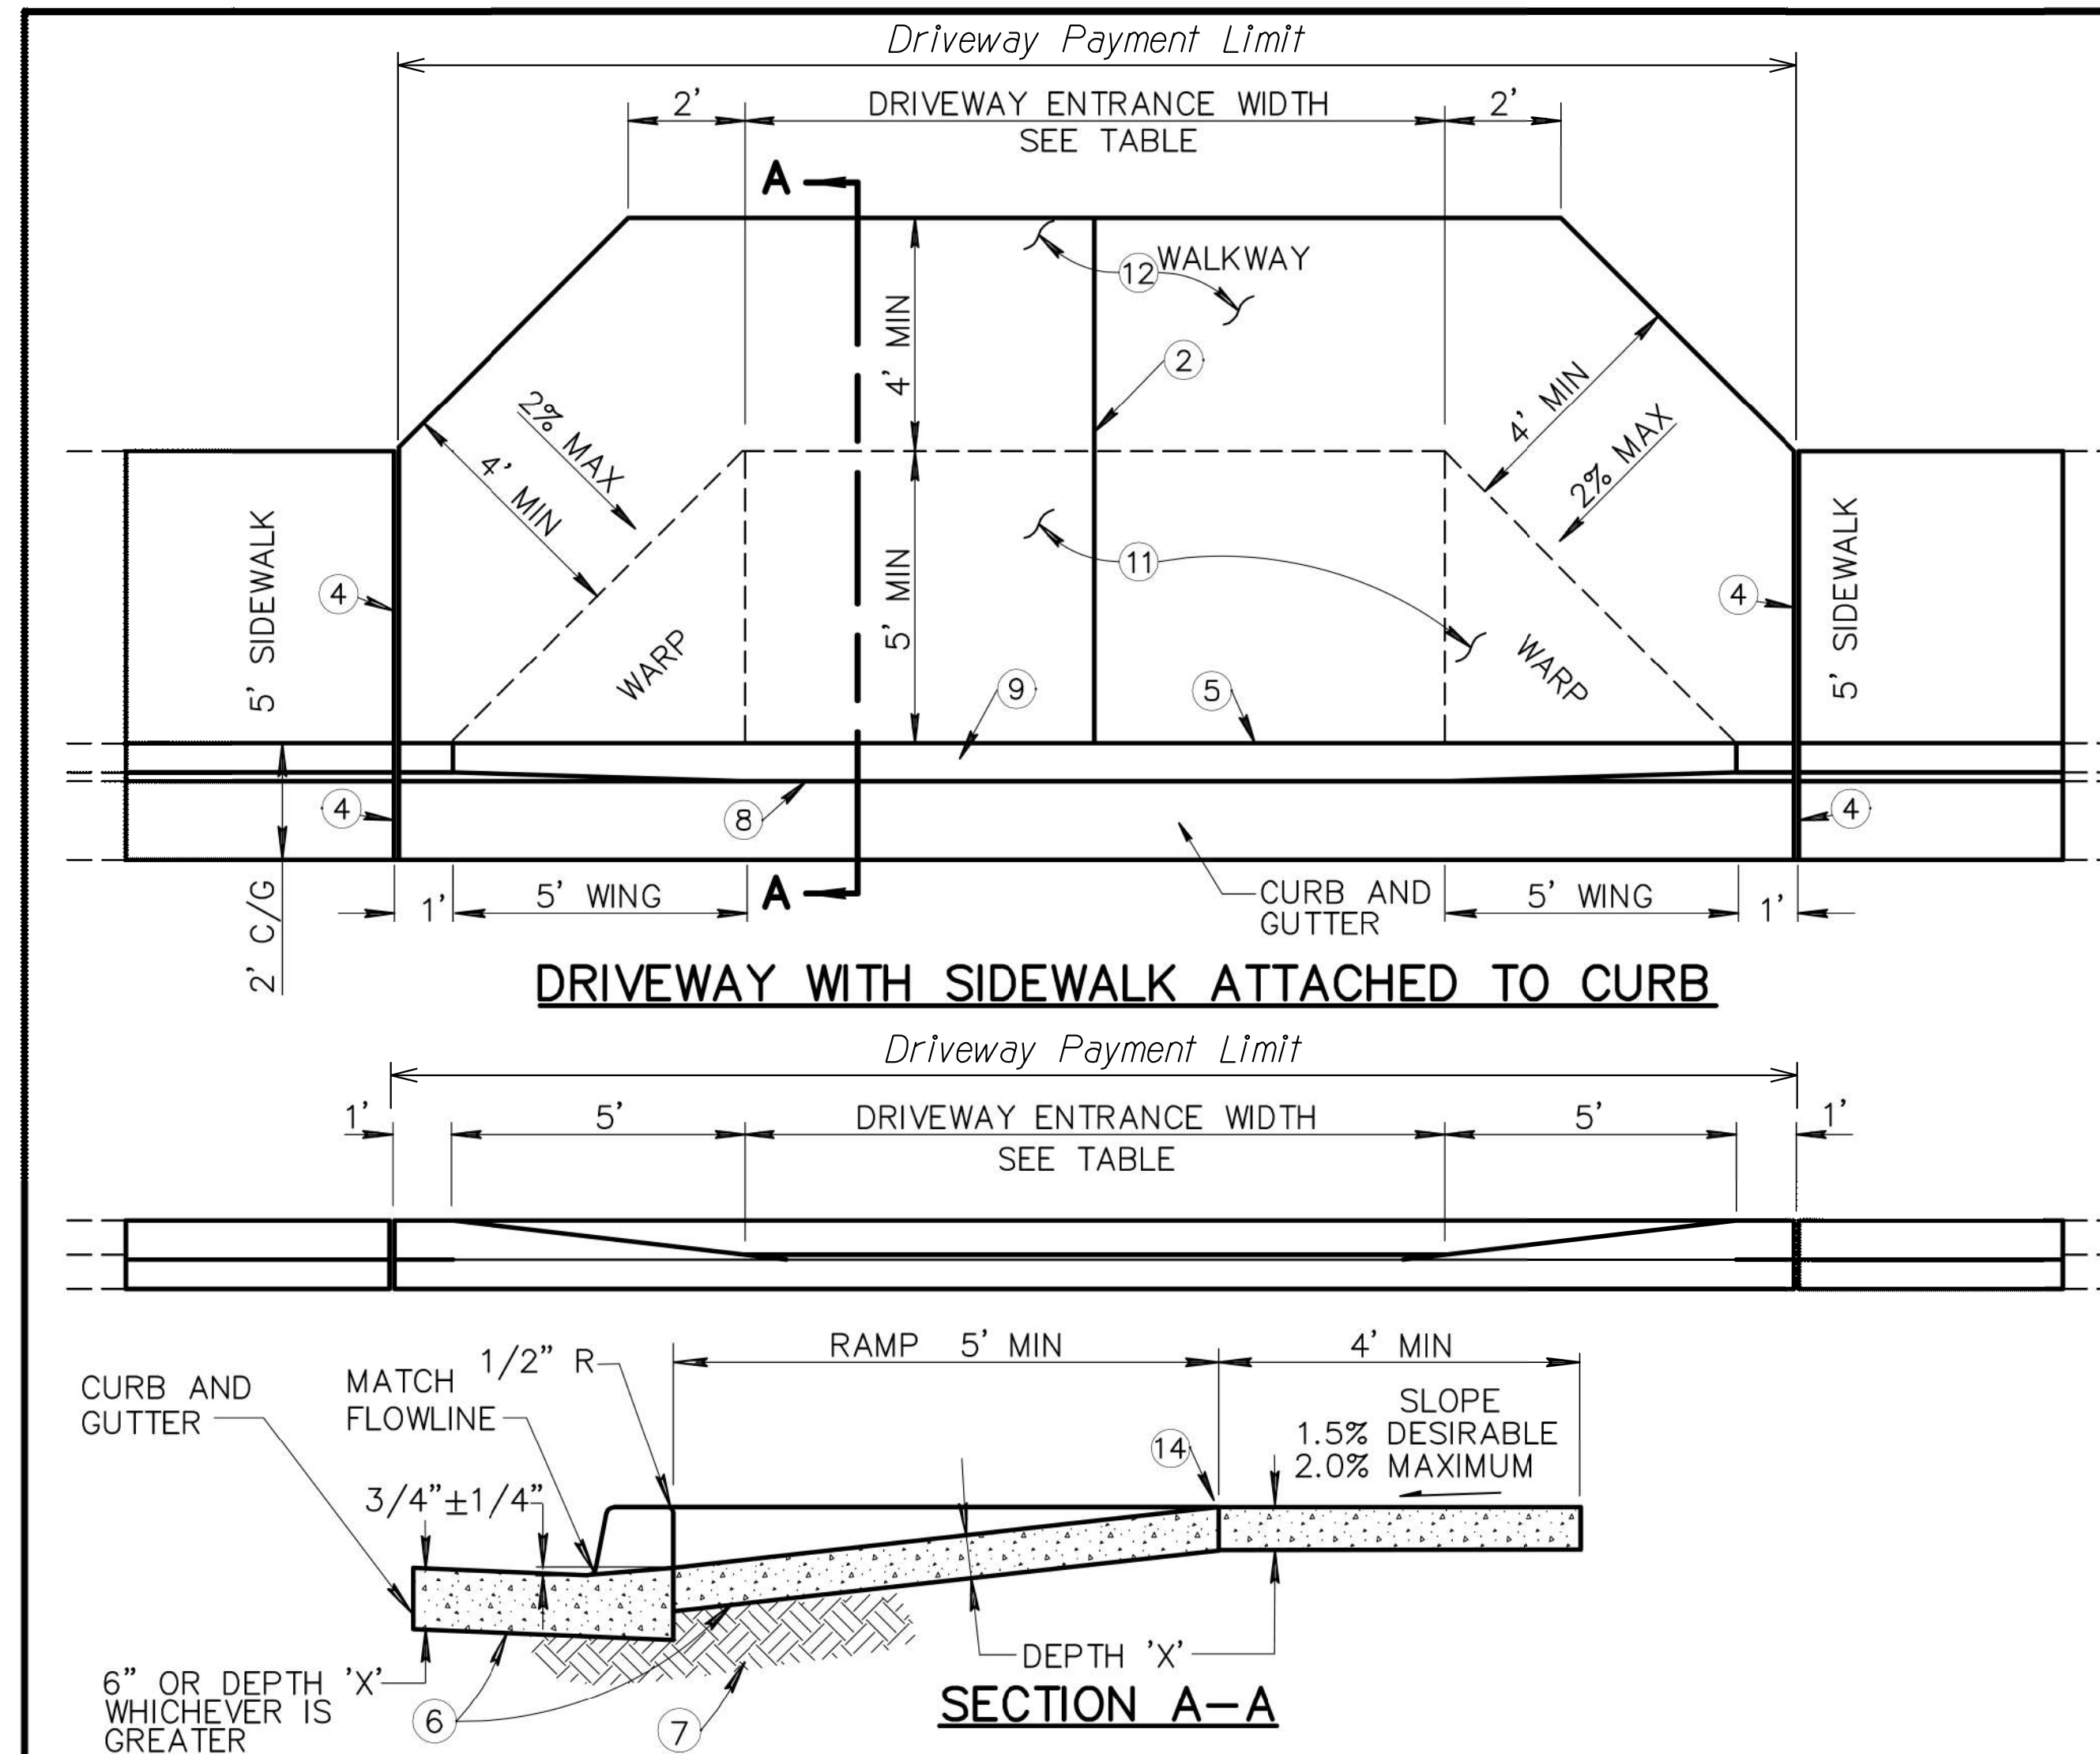 Driveway Payment Limit
2' DRIVEWAY ENTRANCE WIDTH 2'
SEE TABLE
A
12 WALKWAY
4' MIN
2
2% MAX
4' MIN
4' MIN
2% MAX
5' SIDEWALK
4
5' MIN
11
4
5' SIDEWALK
WARP
WARP
9
5
4
8
4
2' C/G
1'
5' WING
A
CURB AND
GUTTER
5' WING
1'
DRIVEWAY WITH SIDEWALK ATTACHED TO CURB
Driveway Payment Limit
1' 5' DRIVEWAY ENTRANCE WIDTH 5' 1'
SEE TABLE
RAMP 5' MIN
4' MIN
CURB AND
GUTTER
MATCH
FLOWLINE
1/2" R
SLOPE
1.5% DESIRABLE
2.0% MAXIMUM
14
3/4"±1/4"
6" OR DEPTH 'X'
WHICHEVER IS
GREATER
6
7
DEPTH 'X'
SECTION A-A